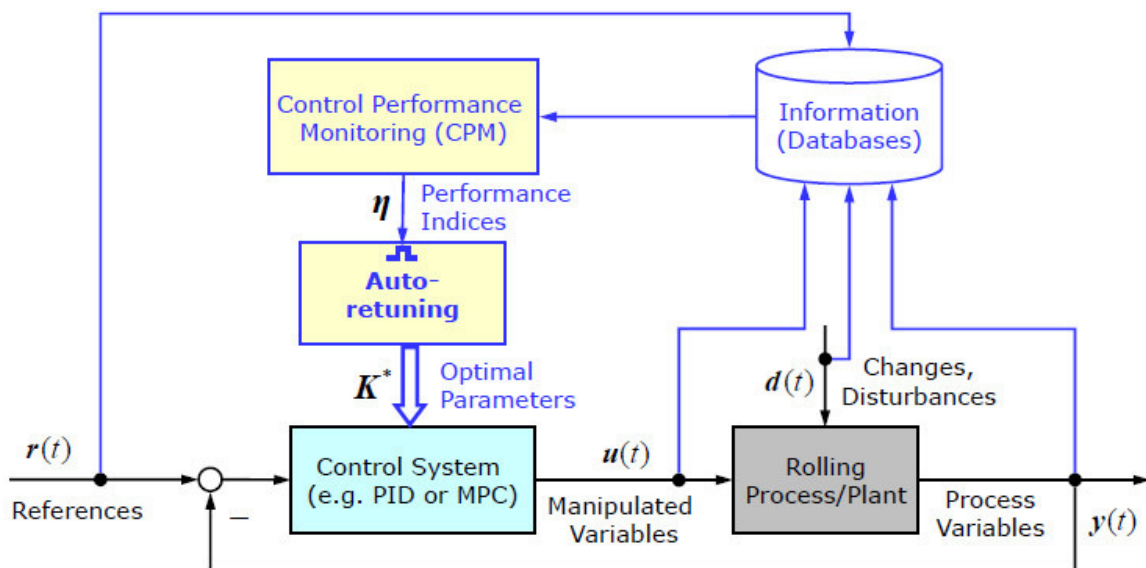 Control Performance
Monitoring (CPM)
Information
(Databases)
η
Performance
Indices
Auto-
retuning
K*
Optimal
Parameters
d(t)
Changes,
Disturbances
r(t)
References
−
Control System
(e.g. PID or MPC)
u(t)
Manipulated
Variables
Rolling
Process/Plant
Process
Variables
y(t)